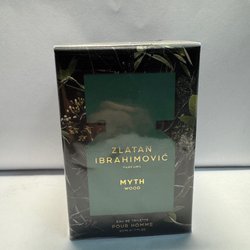 ZLATAN
IBRAHIMOVIĆ
PARFUMS
MYTH
WOOD
EAU DE TOILETTE
POUR HOMME